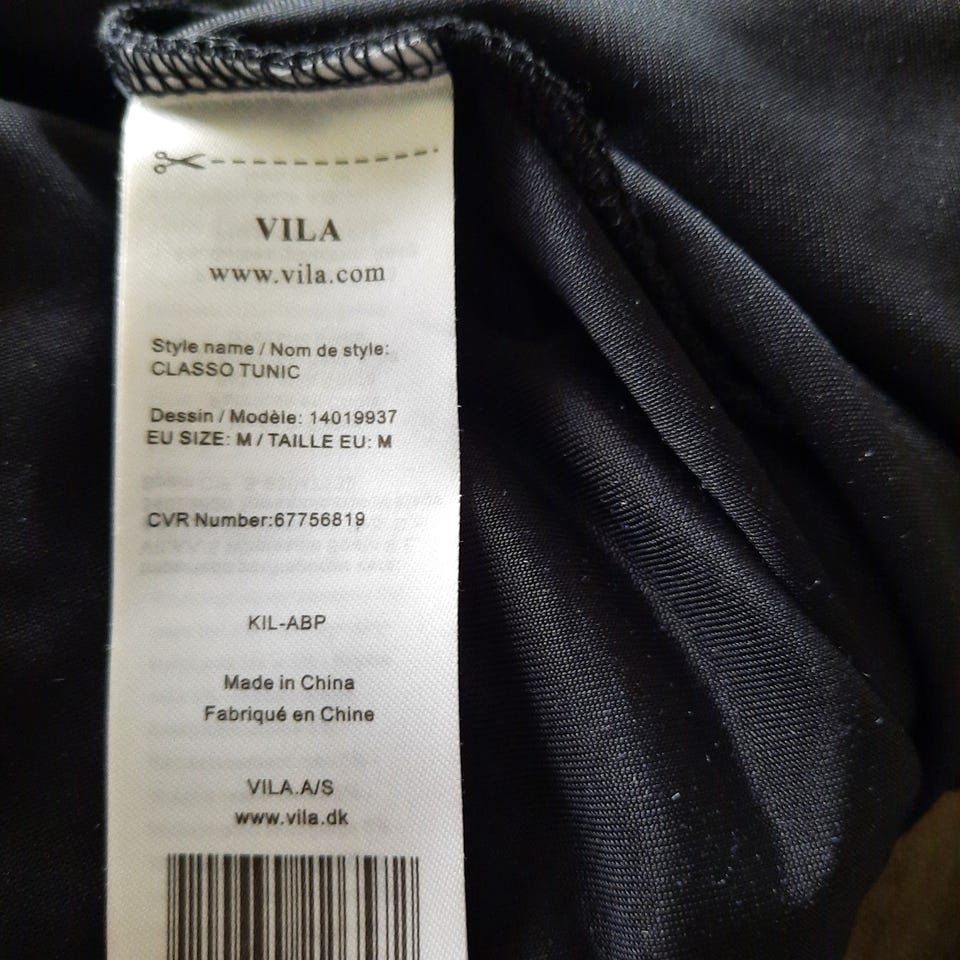 VILA
www.vila.com
Style name / Nom de style:
CLASSO TUNIC
Dessin / Modèle: 14019937
EU SIZE: M / TAILLE EU: M
CVR Number:67756819
KIL-ABP
Made in China
Fabriqué en Chine
VILA.A/S
www.vila.dk